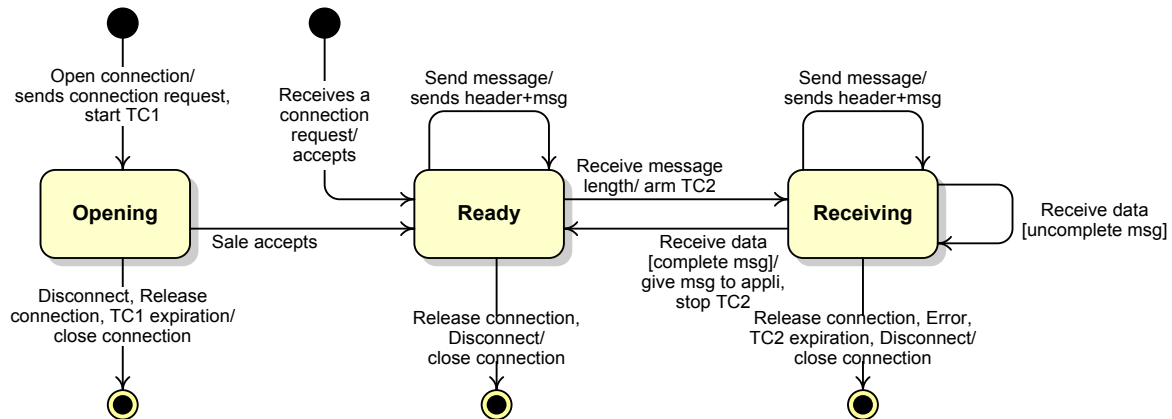 Open connection/
sends connection request,
start TC1
Receives a
connection
request/
accepts
Send message/
sends header+msg
Send message/
sends header+msg
Receive message
length/ arm TC2
Opening
Ready
Receiving
Receive data
[uncomplete msg]
Sale accepts
Receive data
[complete msg]/
give msg to appli,
stop TC2
Disconnect, Release
connection, TC1 expiration/
close connection
Release connection,
Disconnect/
close connection
Release connection, Error,
TC2 expiration, Disconnect/
close connection